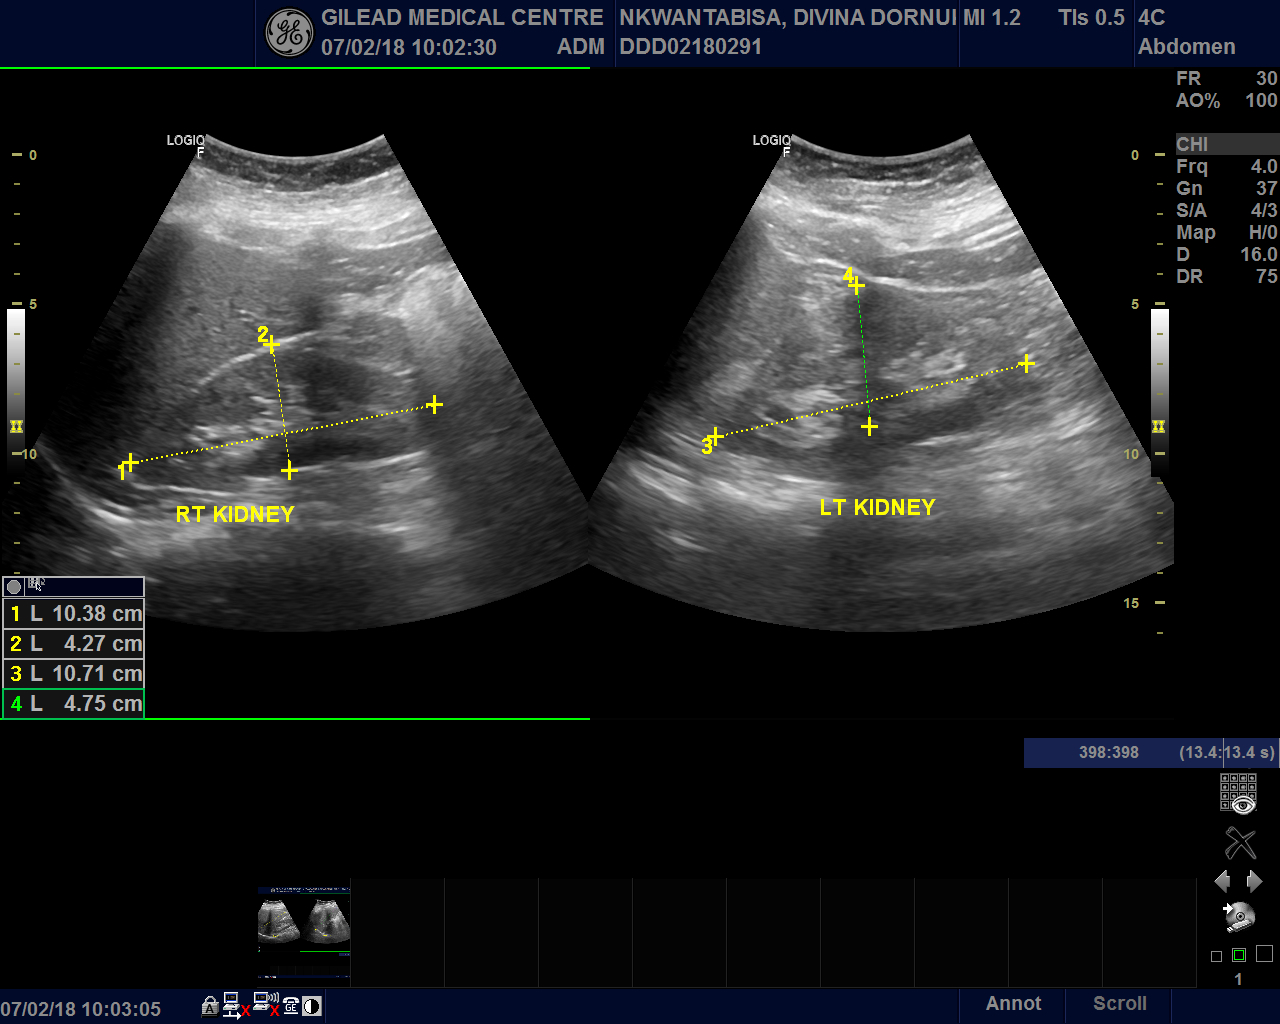 GILEAD MEDICAL CENTRE
07/02/18 10:02:30 ADM
NKWANTABISA, DIVINA DORNUI
DDD02180291
MI 1.2 TIs 0.5
4C
Abdomen
FR 30
AO% 100
CHI
Frq 4.0
Gn 37
S/A 4/3
Map H/0
D 16.0
DR 75
LOGIQ
F
LOGIQ
F
0
5
10
0
5
10
15
1
2
RT KIDNEY
3
4
LT KIDNEY
1 L 10.38 cm
2 L 4.27 cm
3 L 10.71 cm
4 L 4.75 cm
398:398 (13.4:13.4 s)
1
07/02/18 10:03:05
Annot
Scroll